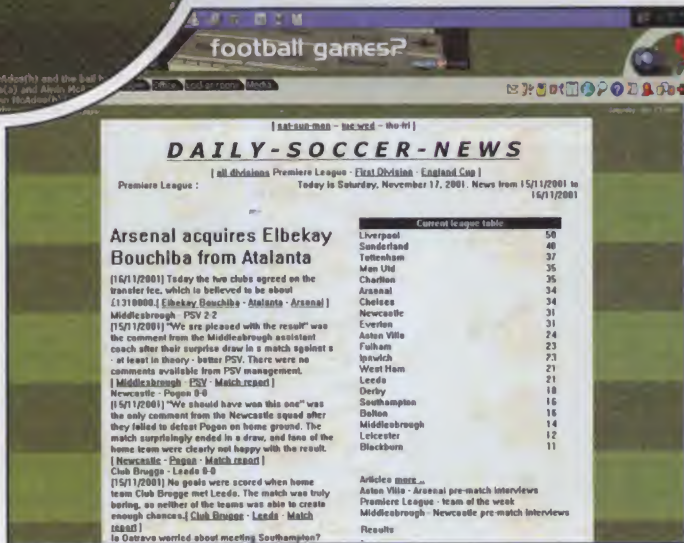 football games?
[ sat-sun-mon - tue-wed - thu-fri ]
DAILY-SOCCER-NEWS
[ all divisions Premiere League - First Division - England Cup ]
Premiere League :
Today is Saturday, November 17, 2001. News from 15/11/2001 to
16/11/2001
Arsenal acquires Elbekay
Bouchiba from Atalanta
[16/11/2001] Today the two clubs agreed on the
transfer fee, which is believed to be about
£1310000.[ Elbekay Bouchiba - Atalanta - Arsenal ]
Middlesbrough - PSV 2-2
[15/11/2001] "We are pleased with the result" was
the comment from the Middlesbrough assistant
coach after their surprise draw in a match against s
- at least in theory - better PSV. There were no
comments available from PSV management.
[ Middlesbrough - PSV - Match report ]
Newcastle - Pogon 0-0
[15/11/2001] "We should have won this one" was
the only comment from the Newcastle squad after
they failed to defeat Pogon on home ground. The
match surprisingly ended in a draw, and fans of the
home team were clearly not happy with the result.
[ Newcastle - Pogon - Match report ]
Club Brugge - Leeds 0-0
[15/11/2001] No goals were scored when home
team Club Brugge met Leeds. The match was truly
boring, as neither of the teams was able to create
enough chances.[ Club Brugge - Leeds - Match
report ]
Is Ostrava worried about meeting Southampton?
Current league table
Liverpool 50
Sunderland 40
Tottenham 37
Man Utd 35
Charlton 35
Arsenal 34
Chelsea 34
Newcastle 31
Everton 31
Aston Villa 24
Fulham 23
Ipswich 23
West Ham 21
Leeds 21
Derby 18
Southampton 16
Bolton 16
Middlesbrough 14
Leicester 12
Blackburn 11
Articles more ..
Aston Villa - Arsenal pre-match interviews
Premiere League - team of the week
Middlesbrough - Newcastle pre-match interviews
Results